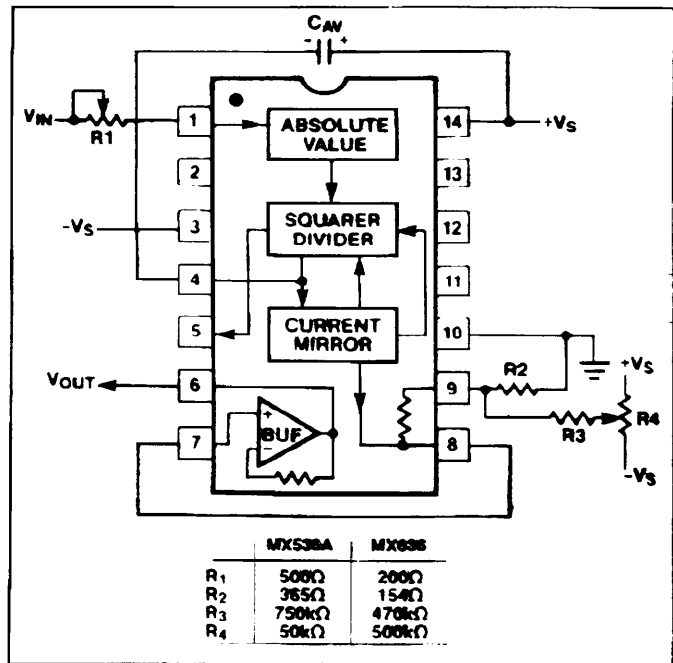 CAV
- +
VIN
R1
1
ABSOLUTE
VALUE
14
+VS
2
13
-VS
3
SQUARER
DIVIDER
12
4
11
5
CURRENT
MIRROR
10
VOUT
6
9
R2
+VS
R3
R4
7
+
BUF
-
8
-VS
MX536A MX636
R1 500Ω 200Ω
R2 365Ω 154Ω
R3 750kΩ 470kΩ
R4 50kΩ 500kΩ